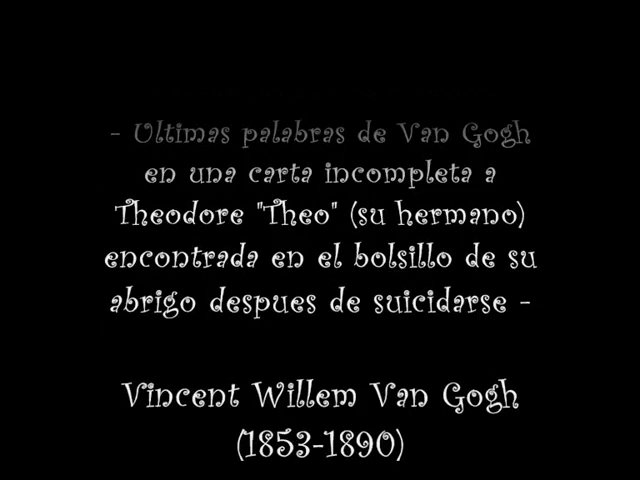 - Ultimas palabras de Van Gogh
en una carta incompleta a
Theodore "Theo" (su hermano)
encontrada en el bolsillo de su
abrigo despues de suicidarse -
Vincent Willem Van Gogh
(1853-1890)